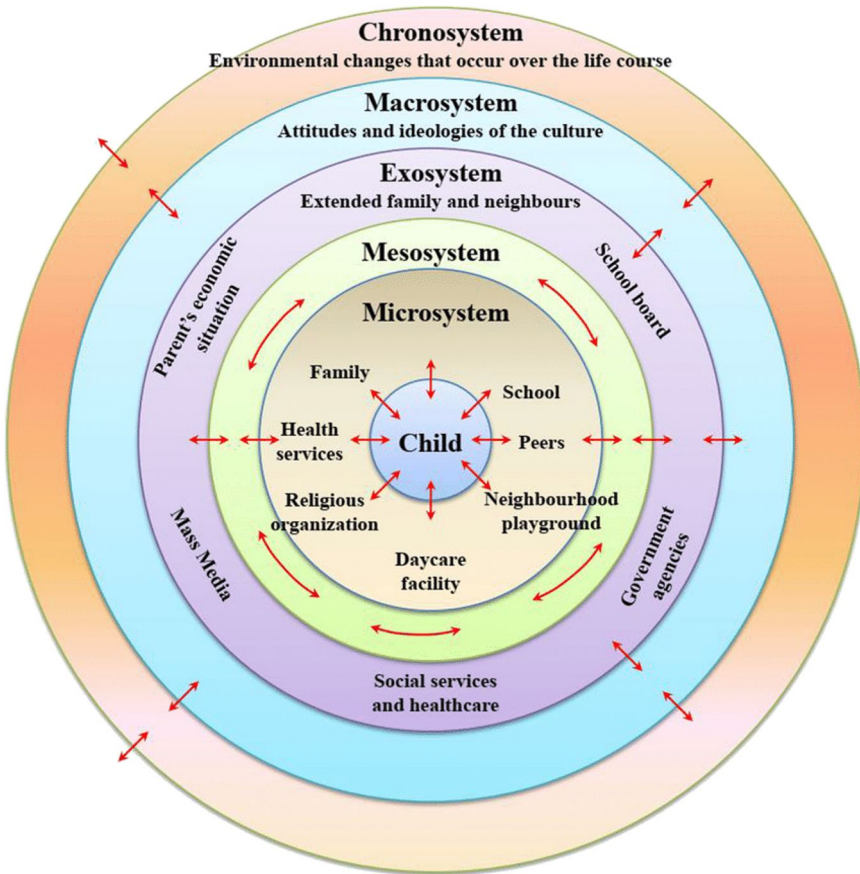 Chronosystem
Environmental changes that occur over the life course
Macrosystem
Attitudes and ideologies of the culture
Exosystem
Extended family and neighbours
Mesosystem
Microsystem
Parent's economic
situation
School board
Family
School
Health
services
Child
Peers
Religious
organization
Neighbourhood
playground
Daycare
facility
Mass Media
Government
agencies
Social services
and healthcare